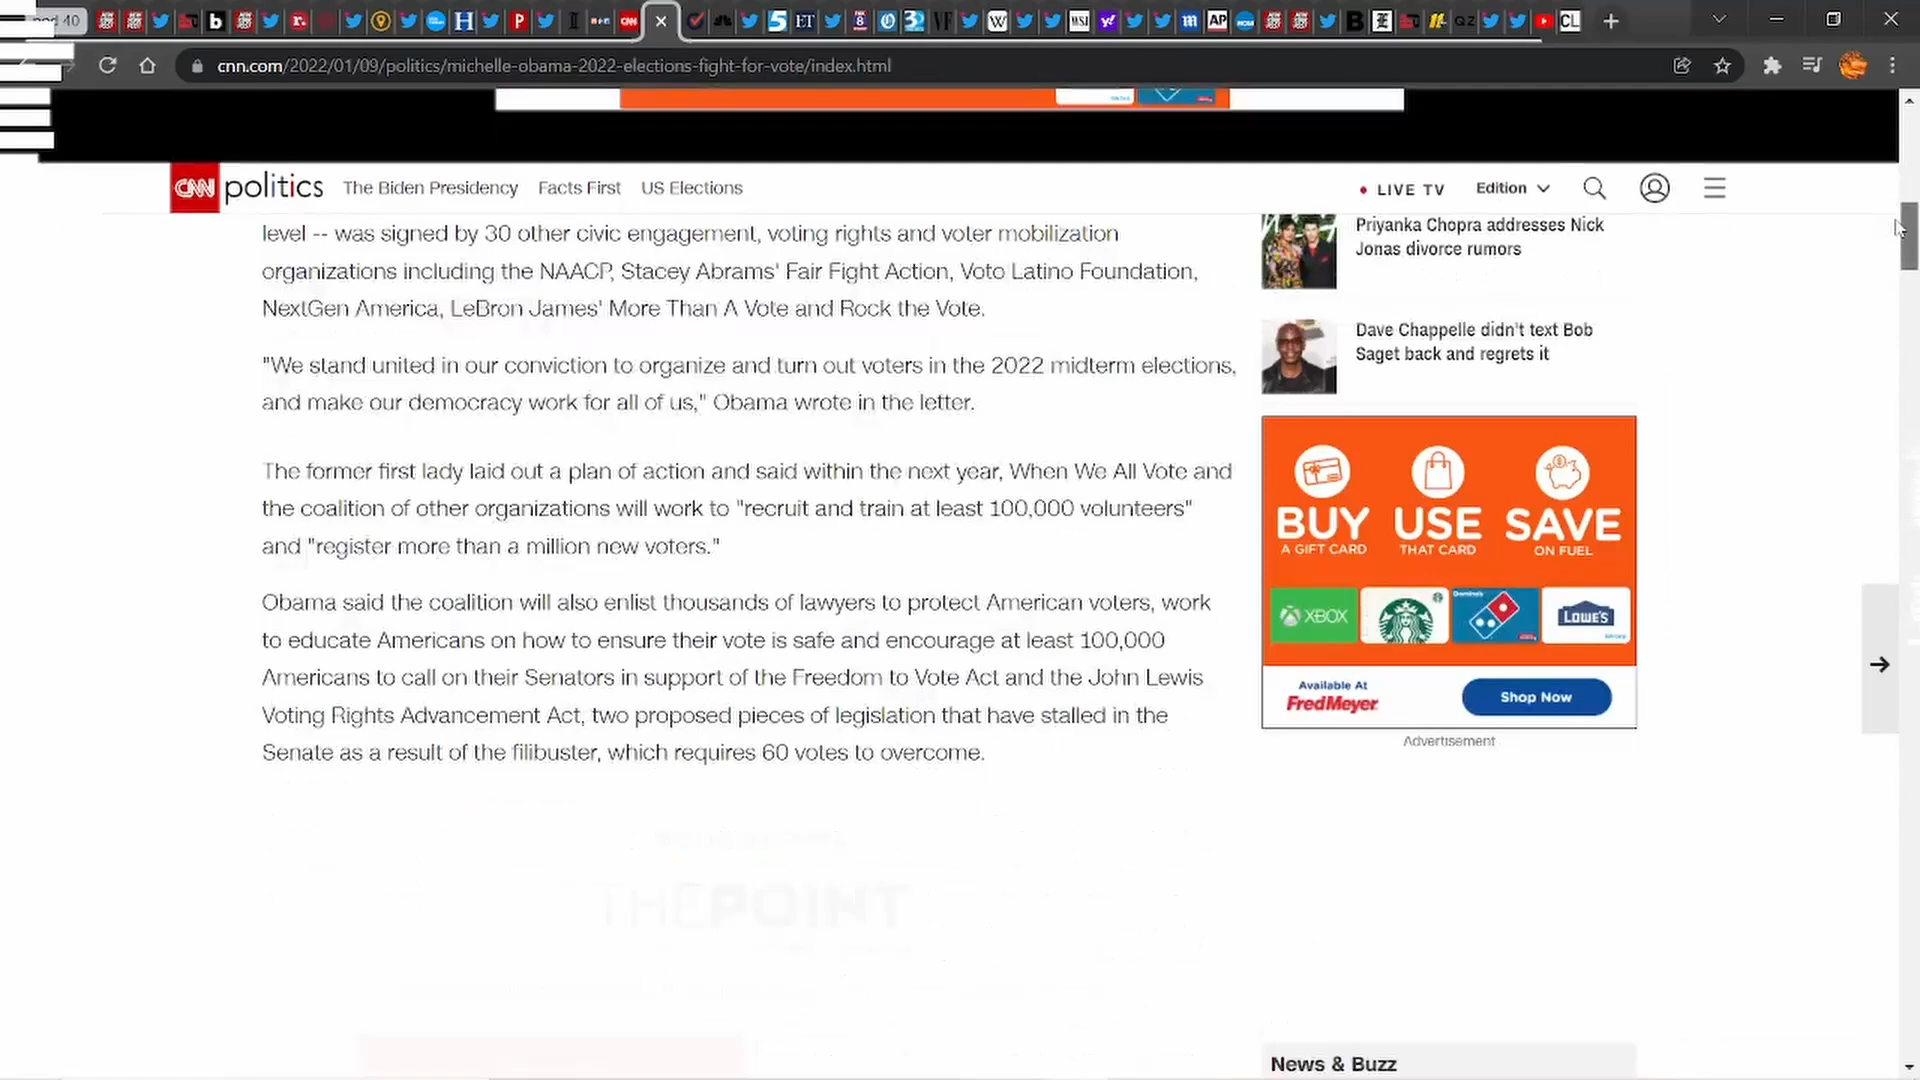 and 40
cnn.com/2022/01/09/politics/michelle-obama-2022-elections-fight-for-vote/index.html
CNN politics The Biden Presidency Facts First US Elections LIVE TV Edition
level -- was signed by 30 other civic engagement, voting rights and voter mobilization
organizations including the NAACP, Stacey Abrams' Fair Fight Action, Voto Latino Foundation,
NextGen America, LeBron James' More Than A Vote and Rock the Vote.
"We stand united in our conviction to organize and turn out voters in the 2022 midterm elections,
and make our democracy work for all of us," Obama wrote in the letter.
The former first lady laid out a plan of action and said within the next year, When We All Vote and
the coalition of other organizations will work to "recruit and train at least 100,000 volunteers"
and "register more than a million new voters."
Obama said the coalition will also enlist thousands of lawyers to protect American voters, work
to educate Americans on how to ensure their vote is safe and encourage at least 100,000
Americans to call on their Senators in support of the Freedom to Vote Act and the John Lewis
Voting Rights Advancement Act, two proposed pieces of legislation that have stalled in the
Senate as a result of the filibuster, which requires 60 votes to overcome.
THE POINT
Priyanka Chopra addresses Nick
Jonas divorce rumors
Dave Chappelle didn't text Bob
Saget back and regrets it
BUY USE SAVE
A GIFT CARD THAT CARD ON FUEL
XBOX Domino's LOWE'S
Available At
Fred Meyer
Shop Now
Advertisement
News & Buzz